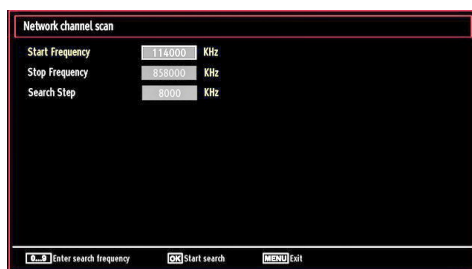 Network channel scan
Start Frequency 114000 KHz
Stop Frequency 858000 KHz
Search Step 8000 KHz
0...9 Enter search frequency OK Start search MENU Exit